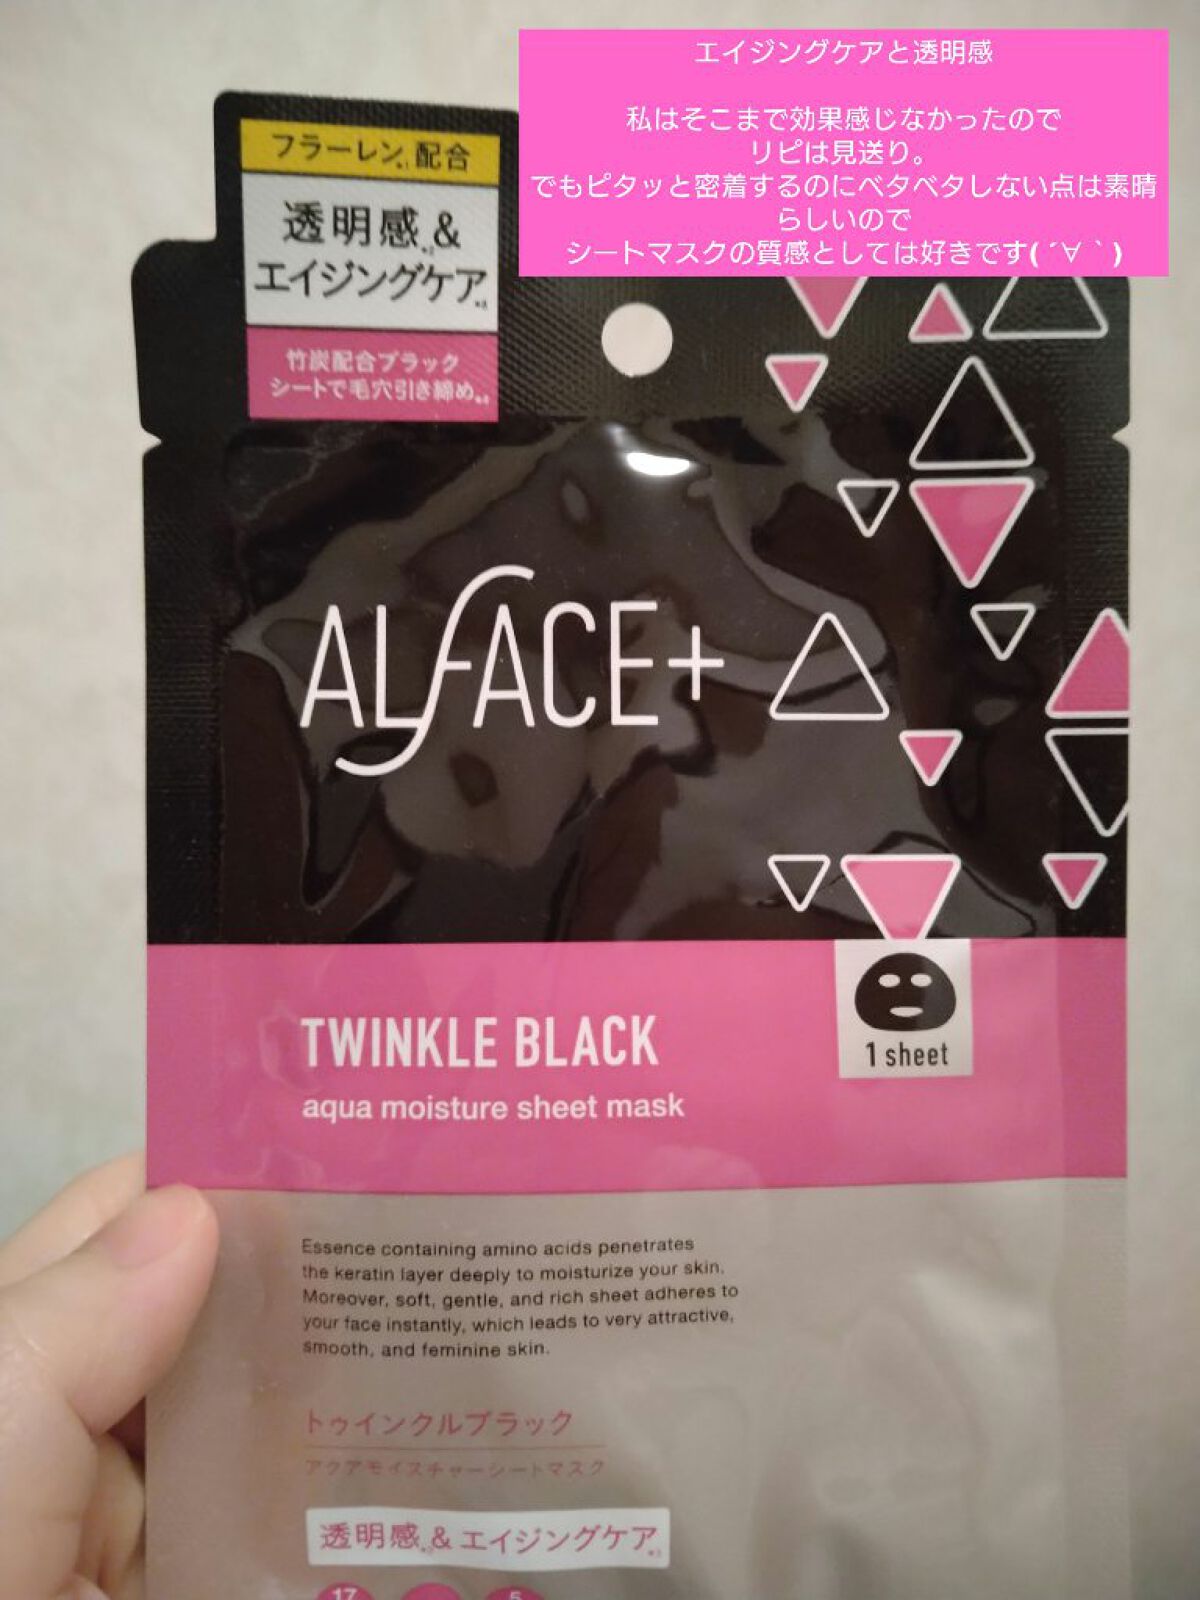 エイジングケアと透明感
私はそこまで効果感じなかったので
リピは見送り。
でもピタッと密着するのにベタベタしない点は素晴
らしいので
シートマスクの質感としては好きです( ´∀｀)
フラーレン配合
透明感&
エイジングケア
竹炭配合ブラック
シートで毛穴引き締め
ALFACE+
1 sheet
TWINKLE BLACK
aqua moisture sheet mask
Essence containing amino acids penetrates
the keratin layer deeply to moisturize your skin.
Moreover, soft, gentle, and rich sheet adheres to
your face instantly, which leads to very attractive,
smooth, and feminine skin.
トゥインクルブラック
アクアモイスチャーシートマスク
透明感&エイジングケア
17 5